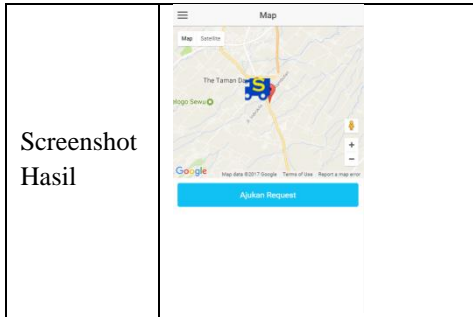 Screenshot
Hasil
Map
Map Satellite
The Taman Da
elogo Sewu
S
Google
Map data ©2017 Google Terms of Use Report a map error
Ajukan Request